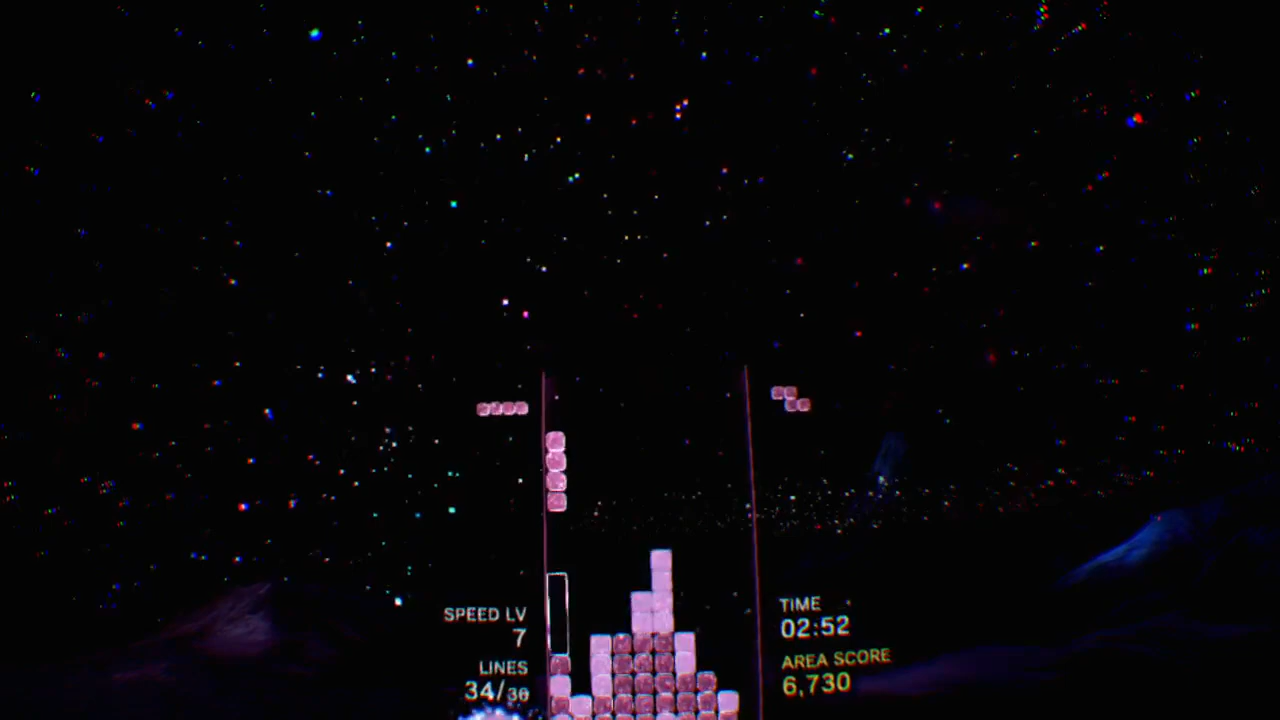 SPEED LV
7
LINES
34/36
TIME
02:52
AREA SCORE
6,730